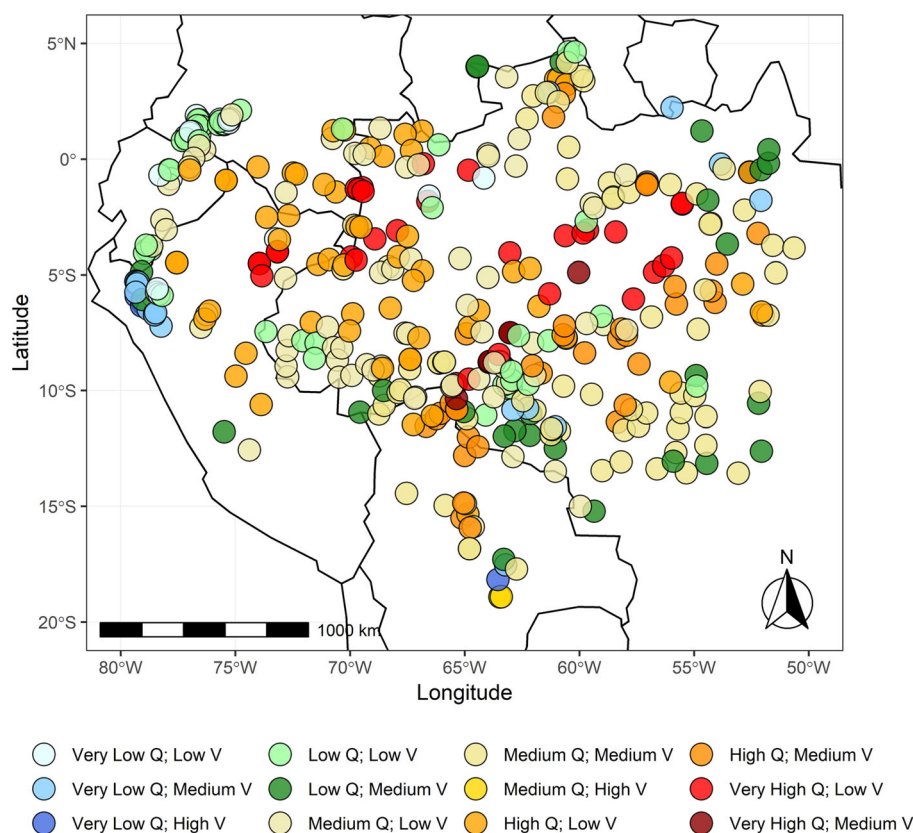 5°N
0°
5°S
10°S
15°S
20°S
Latitude
N
1000 km
80°W 75°W 70°W 65°W 60°W 55°W 50°W
Longitude
Very Low Q; Low V
Very Low Q; Medium V
Very Low Q; High V
Low Q; Low V
Low Q; Medium V
Medium Q; Low V
Medium Q; Medium V
Medium Q; High V
High Q; Low V
High Q; Medium V
Very High Q; Low V
Very High Q; Medium V